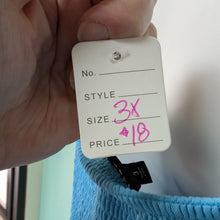 No.
STYLE
SIZE 3X
PRICE $18